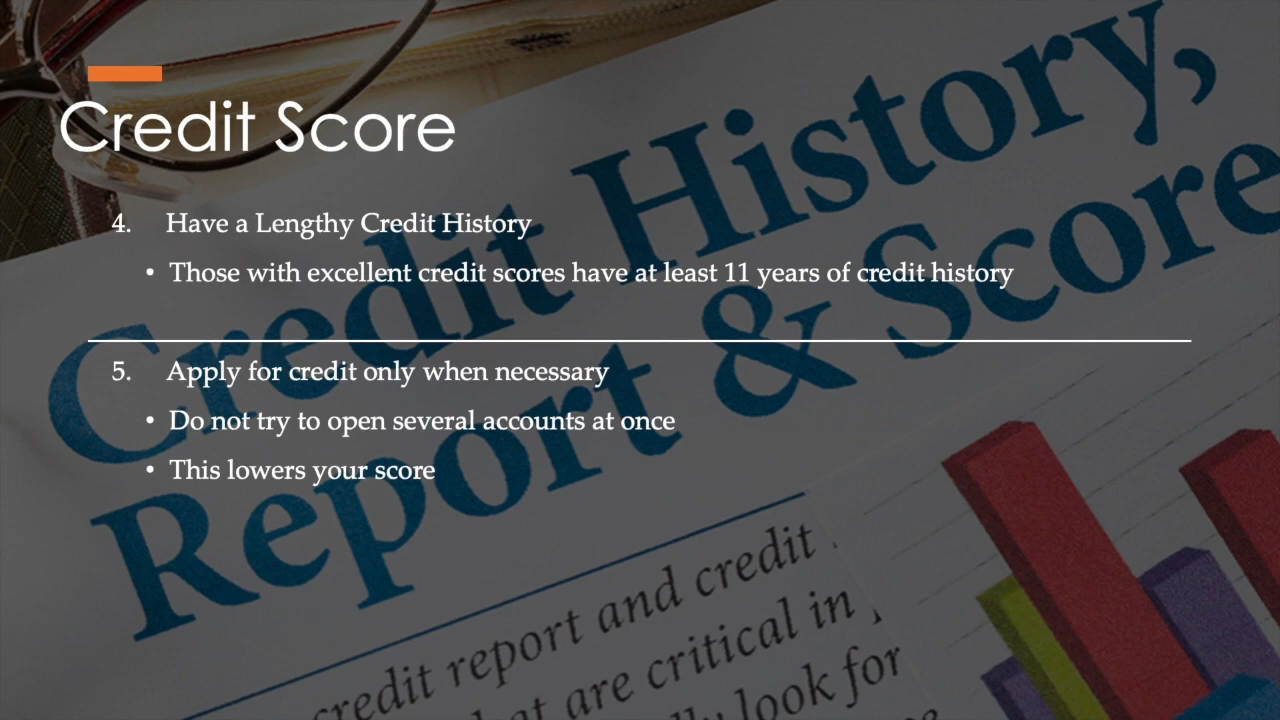 Credit Score
4. Have a Lengthy Credit History
• Those with excellent credit scores have at least 11 years of credit history
5. Apply for credit only when necessary
• Do not try to open several accounts at once
• This lowers your score
Credit History,
Report & Score
credit report and credit
are critical in
look for